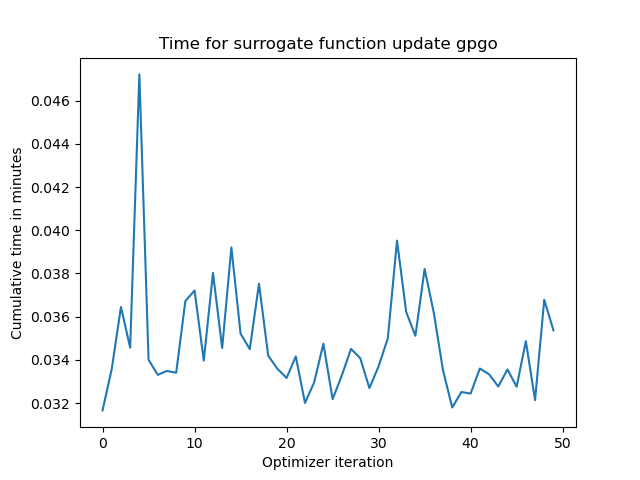 Time for surrogate function update gpgo
Cumulative time in minutes
0.046
0.044
0.042
0.040
0.038
0.036
0.034
0.032
0 10 20 30 40 50
Optimizer iteration